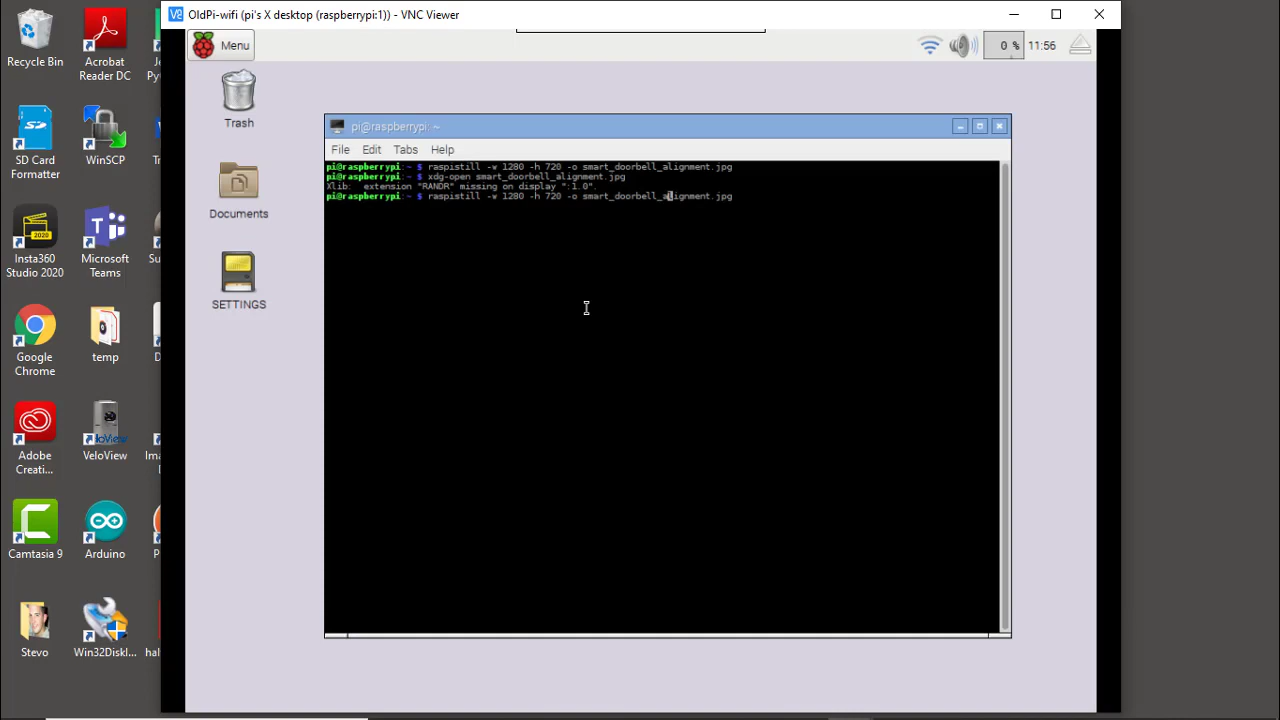 OldPi-wifi (pi's X desktop (raspberrypi:1)) - VNC Viewer
Menu
0 %
11:56
Recycle Bin
Acrobat
Reader DC
Trash
SD Card
Formatter
WinSCP
Documents
Insta360
Studio 2020
Microsoft
Teams
SETTINGS
Google
Chrome
temp
Adobe
Creati...
VeloView
Camtasia 9
Arduino
Stevo
Win32Diskl...
pi@raspberrypi: ~
File Edit Tabs Help
pi@raspberrypi:~ $ raspistill -w 1280 -h 720 -o smart_doorbell_alignment.jpg
pi@raspberrypi:~ $ xdg-open smart_doorbell_alignment.jpg
Xlib: extension "RANDR" missing on display ":1.0".
pi@raspberrypi:~ $ raspistill -w 1280 -h 720 -o smart_doorbell_alignment.jpg